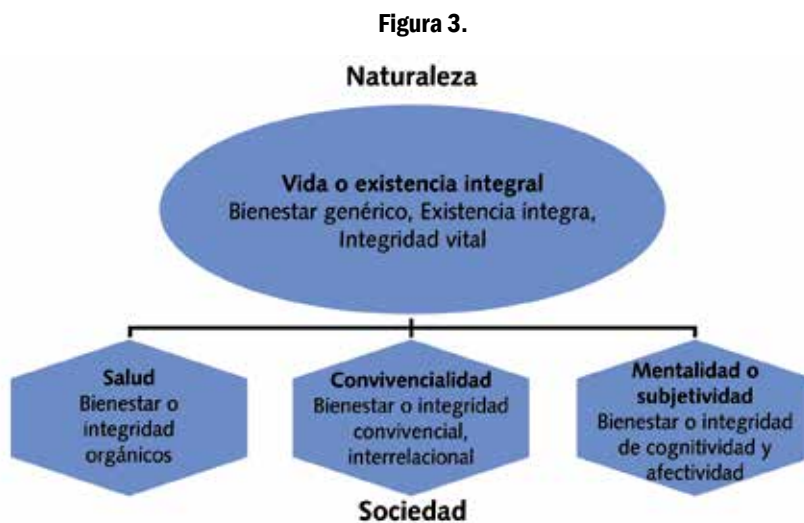 Figura 3.
Naturaleza
Vida o existencia integral
Bienestar genérico, Existencia íntegra,
Integridad vital
Salud
Bienestar o
integridad
orgánicos
Convivencialidad
Bienestar o integridad
convivencial,
interrelacional
Mentalidad o
subjetividad
Bienestar o integridad
de cognitividad y
afectividad
Sociedad